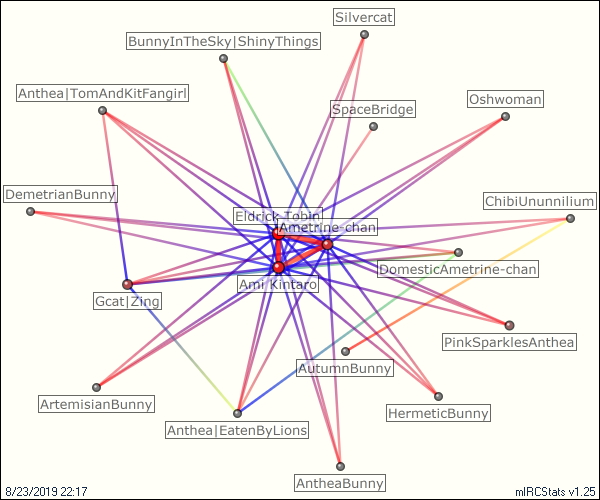 Silvercat
BunnyInTheSky|ShinyThings
Anthea|TomAndKitFangirl
SpaceBridge
Oshwoman
DemetrianBunny
ChibiUnunnilium
Eldrick Tobin
Ametrine-chan
DomesticAmetrine-chan
Ami Kintaro
Gcat|Zing
PinkSparklesAnthea
AutumnBunny
ArtemisianBunny
HermeticBunny
Anthea|EatenByLions
AntheaBunny
8/23/2019 22:17
mIRCStats v1.25